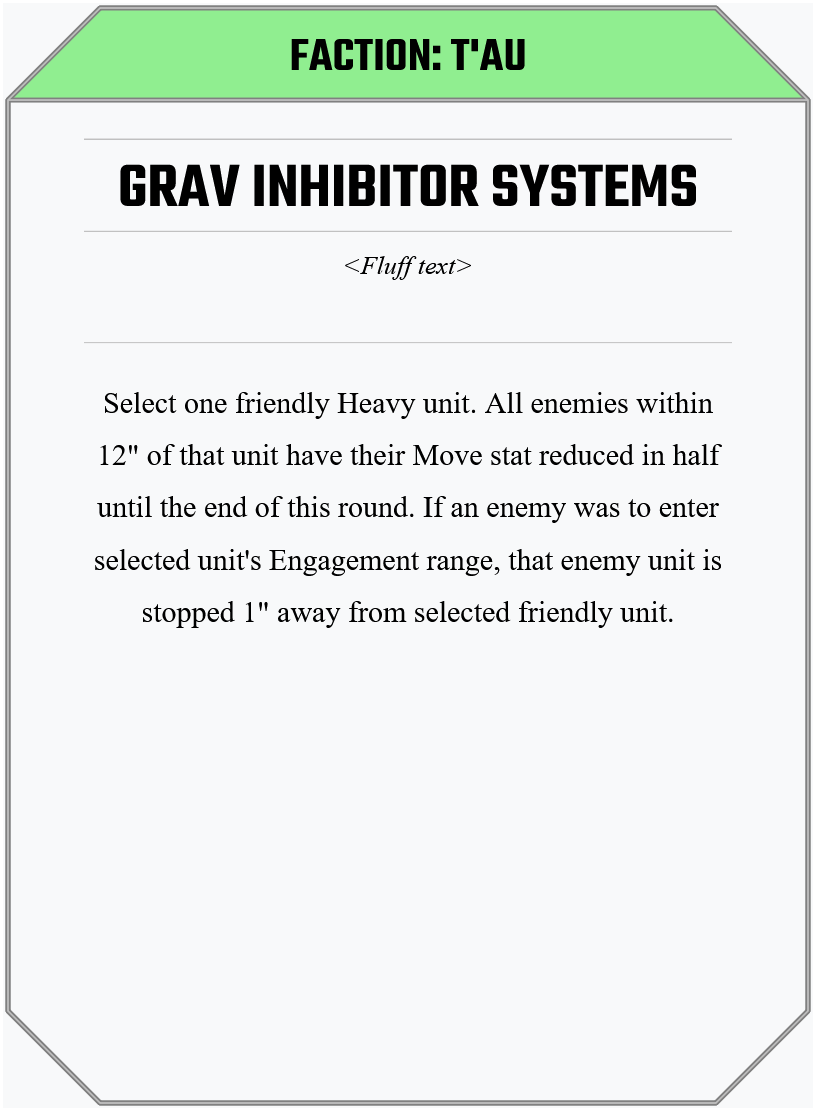 FACTION: T'AU
GRAV INHIBITOR SYSTEMS
<Fluff text>
Select one friendly Heavy unit. All enemies within
12" of that unit have their Move stat reduced in half
until the end of this round. If an enemy was to enter
selected unit's Engagement range, that enemy unit is
stopped 1" away from selected friendly unit.